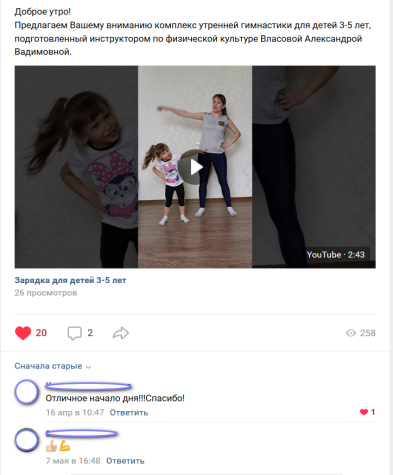 Доброе утро!
Предлагаем Вашему вниманию комплекс утренней гимнастики для детей 3-5 лет,
подготовленный инструктором по физической культуре Власовой Александрой
Вадимовной.
YouTube · 2:43
Зарядка для детей 3-5 лет
26 просмотров
20
2
258
Сначала старые
Отличное начало дня!!!Спасибо!
16 апр в 10:47 Ответить
1
7 мая в 16:48 Ответить